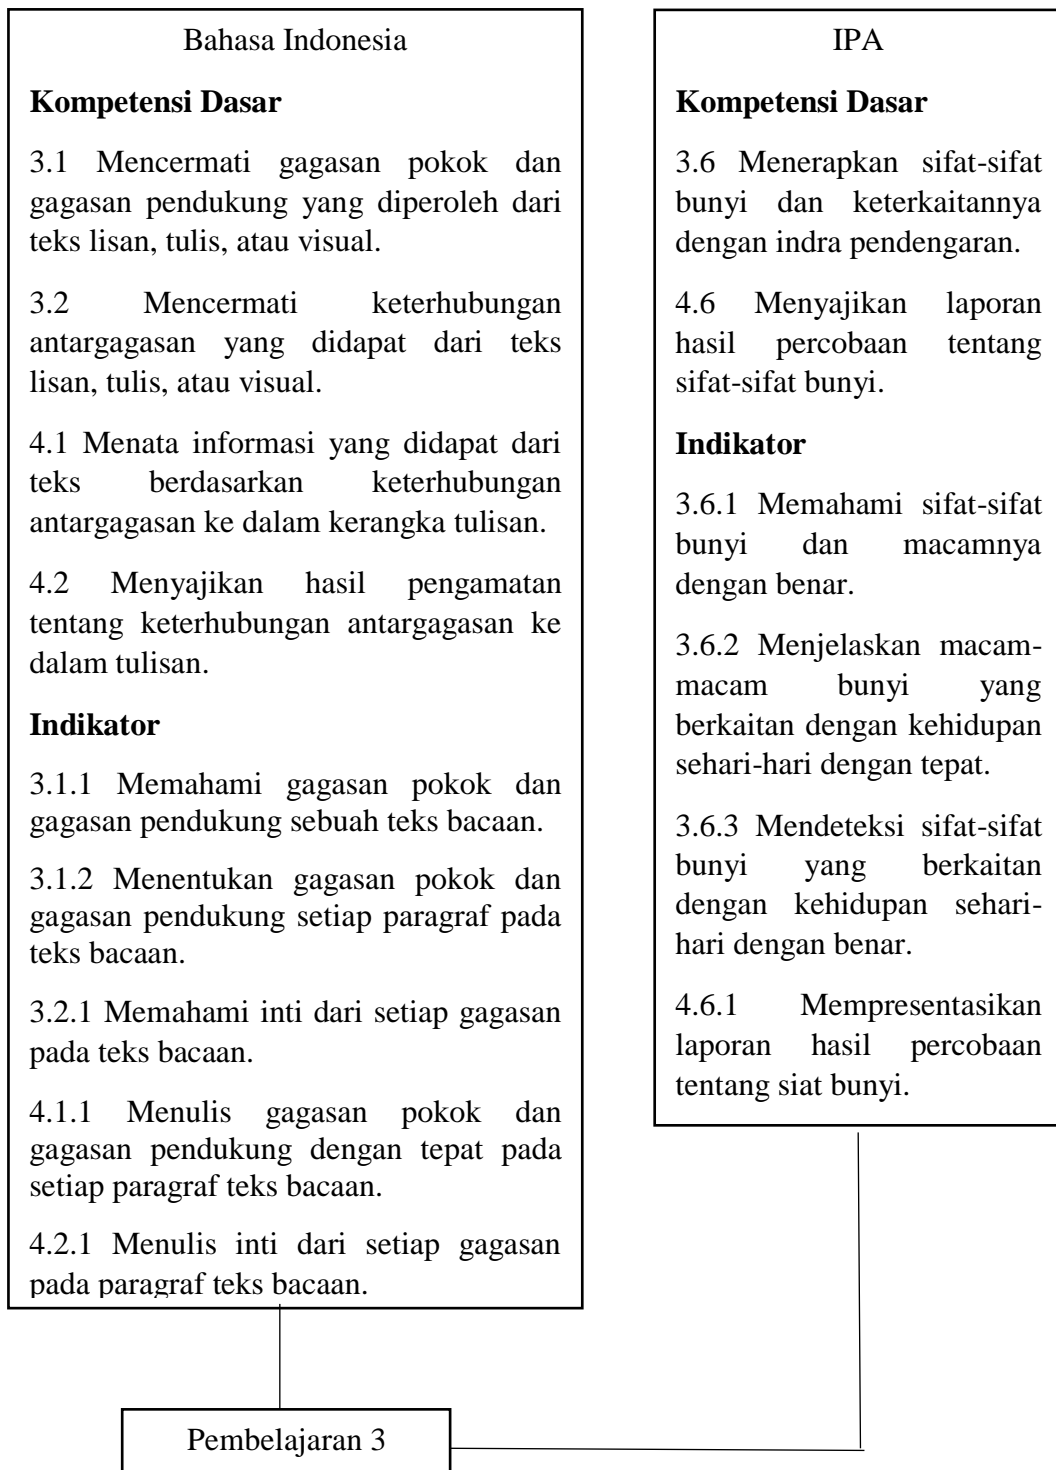 Bahasa Indonesia
Kompetensi Dasar
3.1 Mencermati gagasan pokok dan
gagasan pendukung yang diperoleh dari
teks lisan, tulis, atau visual.
3.2 Mencermati keterhubungan
antargagasan yang didapat dari teks
lisan, tulis, atau visual.
4.1 Menata informasi yang didapat dari
teks berdasarkan keterhubungan
antargagasan ke dalam kerangka tulisan.
4.2 Menyajikan hasil pengamatan
tentang keterhubungan antargagasan ke
dalam tulisan.
Indikator
3.1.1 Memahami gagasan pokok dan
gagasan pendukung sebuah teks bacaan.
3.1.2 Menentukan gagasan pokok dan
gagasan pendukung setiap paragraf pada
teks bacaan.
3.2.1 Memahami inti dari setiap gagasan
pada teks bacaan.
4.1.1 Menulis gagasan pokok dan
gagasan pendukung dengan tepat pada
setiap paragraf teks bacaan.
4.2.1 Menulis inti dari setiap gagasan
pada paragraf teks bacaan.
IPA
Kompetensi Dasar
3.6 Menerapkan sifat-sifat
bunyi dan keterkaitannya
dengan indra pendengaran.
4.6 Menyajikan laporan
hasil percobaan tentang
sifat-sifat bunyi.
Indikator
3.6.1 Memahami sifat-sifat
bunyi dan macamnya
dengan benar.
3.6.2 Menjelaskan macam-
macam bunyi yang
berkaitan dengan kehidupan
sehari-hari dengan tepat.
3.6.3 Mendeteksi sifat-sifat
bunyi yang berkaitan
dengan kehidupan sehari-
hari dengan benar.
4.6.1 Mempresentasikan
laporan hasil percobaan
tentang siat bunyi.
Pembelajaran 3